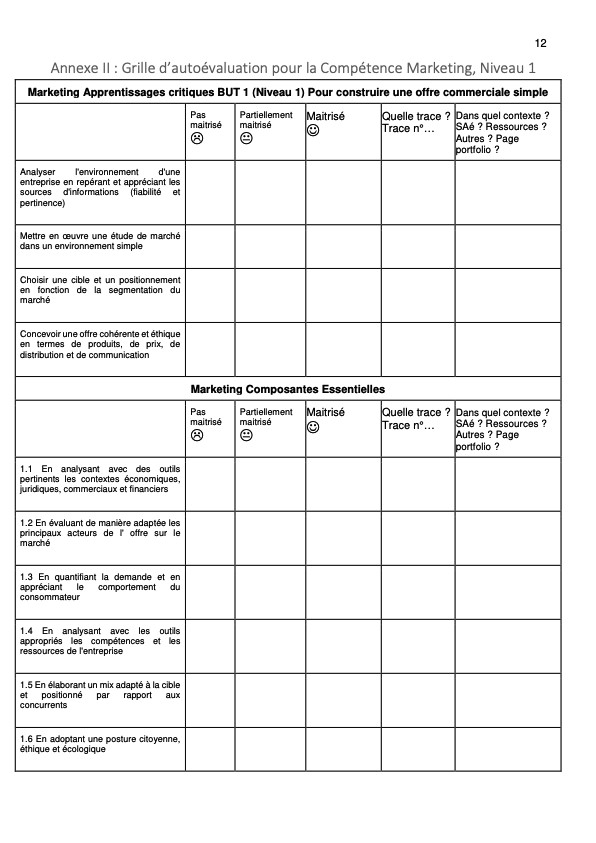 12
Annexe II : Grille d'autoévaluation pour la Compétence Marketing, Niveau 1
Marketing Apprentissages critiques BUT 1 (Niveau 1) Pour construire une offre commerciale simple
Pas
maitrisé
☹
Partiellement
maitrisé
😐
Maitrisé
☺
Quelle trace ?
Trace n°…
Dans quel contexte ?
SAé ? Ressources ?
Autres ? Page
portfolio ?
Analyser l'environnement d'une
entreprise en repérant et appréciant les
sources d'informations (fiabilité et
pertinence)
Mettre en œuvre une étude de marché
dans un environnement simple
Choisir une cible et un positionnement
en fonction de la segmentation du
marché
Concevoir une offre cohérente et éthique
en termes de produits, de prix, de
distribution et de communication
Marketing Composantes Essentielles
Pas
maitrisé
☹
Partiellement
maitrisé
😐
Maitrisé
☺
Quelle trace ?
Trace n°…
Dans quel contexte ?
SAé ? Ressources ?
Autres ? Page
portfolio ?
1.1 En analysant avec des outils
pertinents les contextes économiques,
juridiques, commerciaux et financiers
1.2 En évaluant de manière adaptée les
principaux acteurs de l' offre sur le
marché
1.3 En quantifiant la demande et en
appréciant le comportement du
consommateur
1.4 En analysant avec les outils
appropriés les compétences et les
ressources de l'entreprise
1.5 En élaborant un mix adapté à la cible
et positionné par rapport aux
concurrents
1.6 En adoptant une posture citoyenne,
éthique et écologique